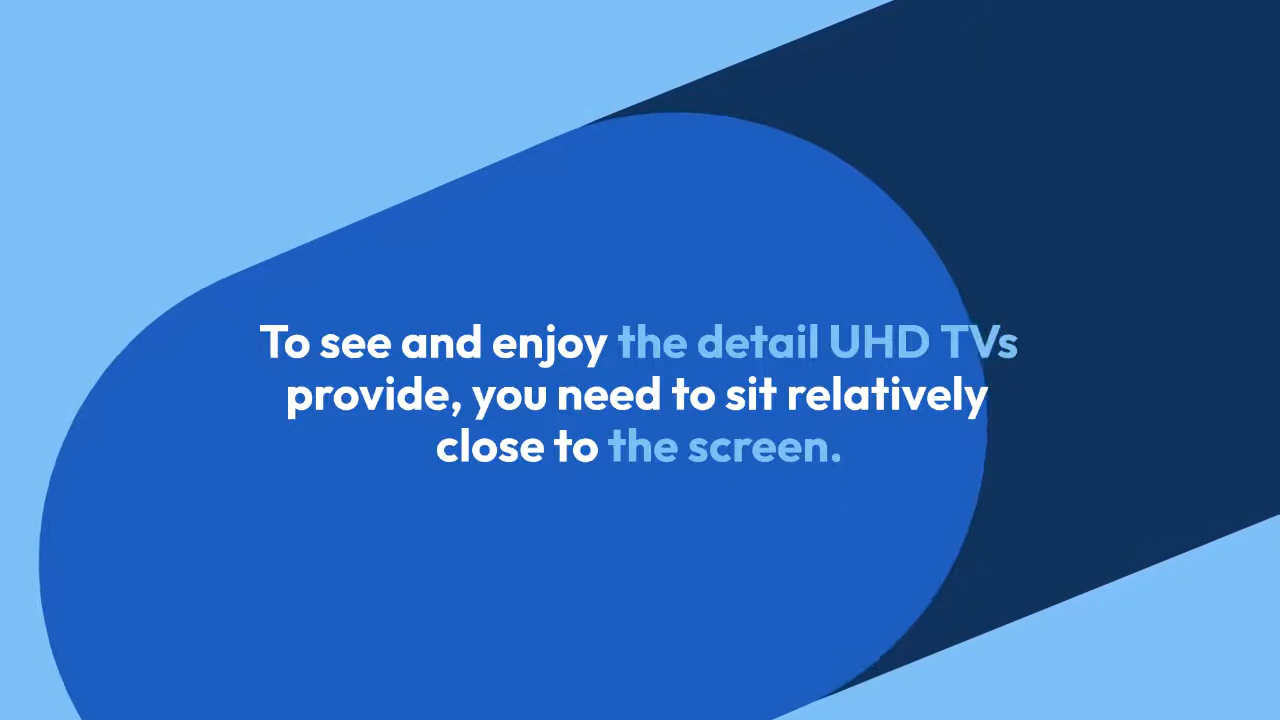 To see and enjoy the detail UHD TVs
provide, you need to sit relatively
close to the screen.